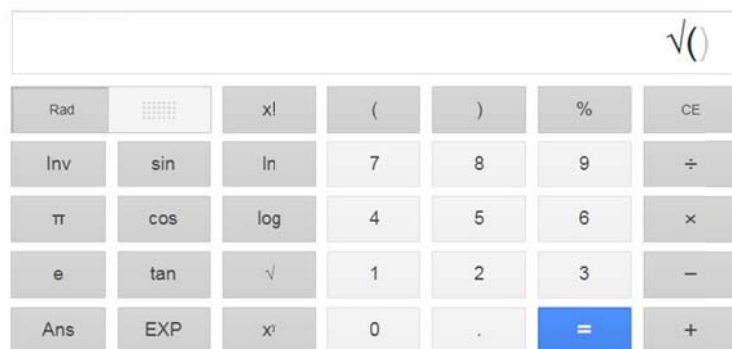 √()
Rad x! ( ) % CE
Inv sin ln 7 8 9 ÷
π cos log 4 5 6 ×
e tan √ 1 2 3 −
Ans EXP xʸ 0 . = +